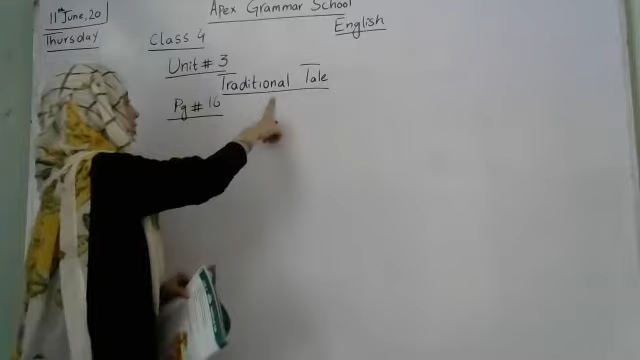 Apex Grammar School
11th June, 20
English
Thursday
Class 4
Unit # 3
Traditional Tale
Pg # 16